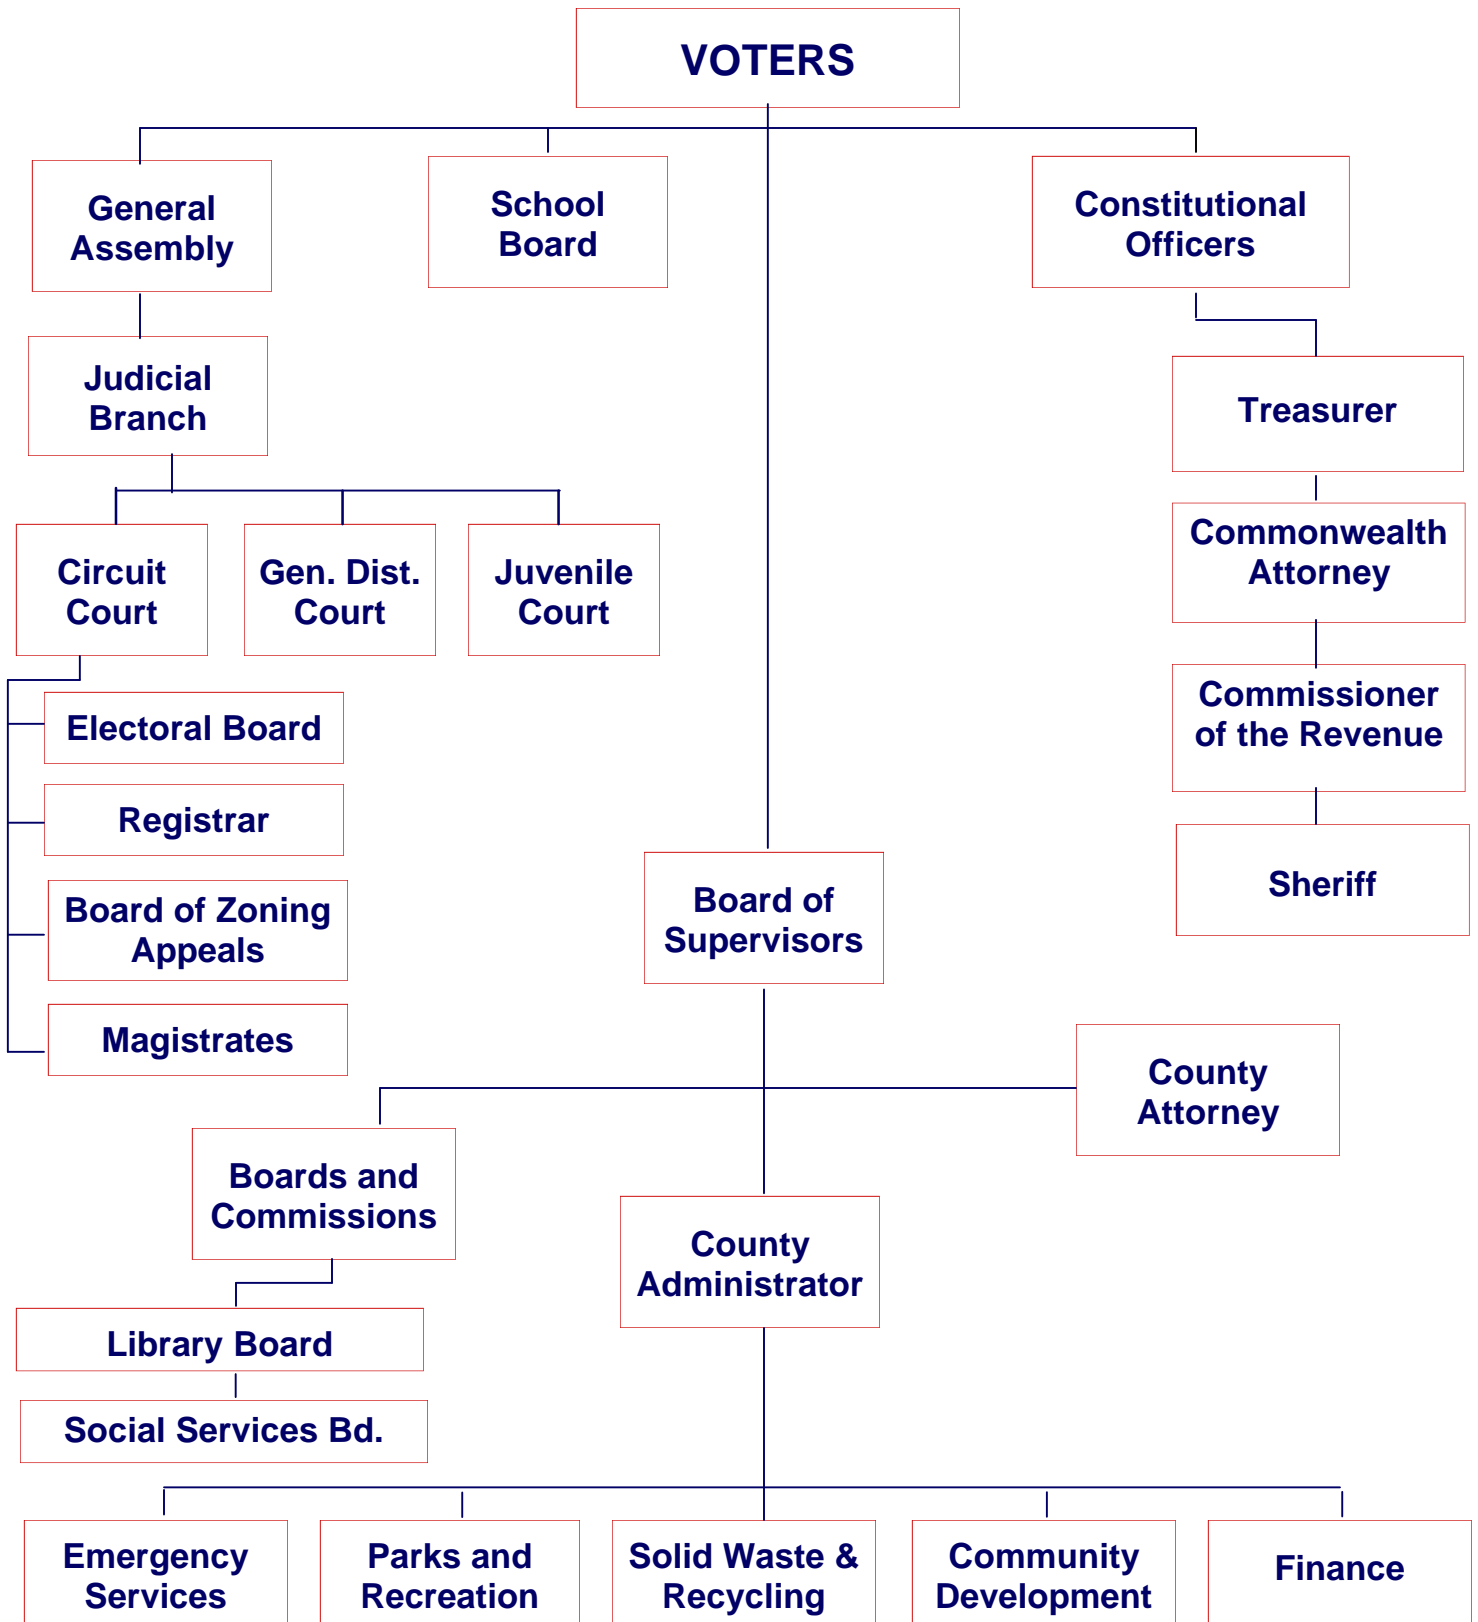 VOTERS
General
Assembly
School
Board
Constitutional
Officers
Judicial
Branch
Treasurer
Circuit
Court
Gen. Dist.
Court
Juvenile
Court
Commonwealth
Attorney
Electoral Board
Commissioner
of the Revenue
Registrar
Sheriff
Board of Zoning
Appeals
Board of
Supervisors
Magistrates
County
Attorney
Boards and
Commissions
County
Administrator
Library Board
Social Services Bd.
Emergency
Services
Parks and
Recreation
Solid Waste &
Recycling
Community
Development
Finance